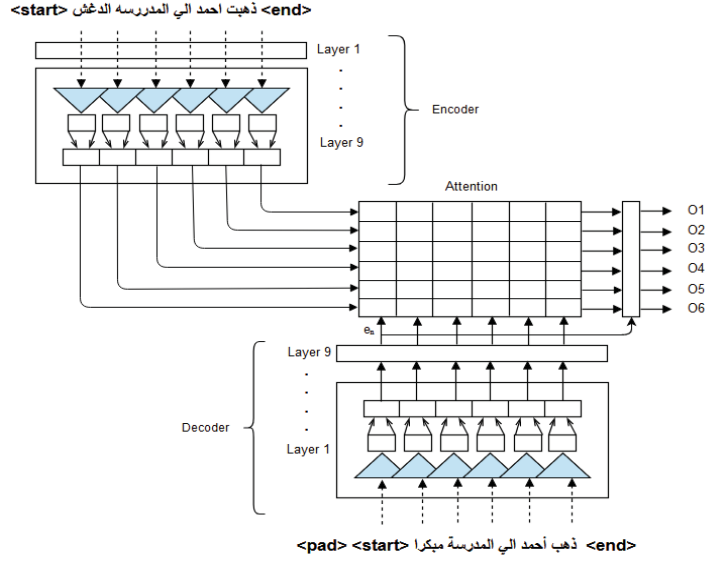 <start> ذهبت احمد الي المدررسه الدغش <end>
Layer 1
Encoder
Layer 9
Attention
O1
O2
O3
O4
O5
O6
es
Layer 9
Decoder
Layer 1
<pad> <start> ذهب أحمد الي المدرسة مبكرا <end>